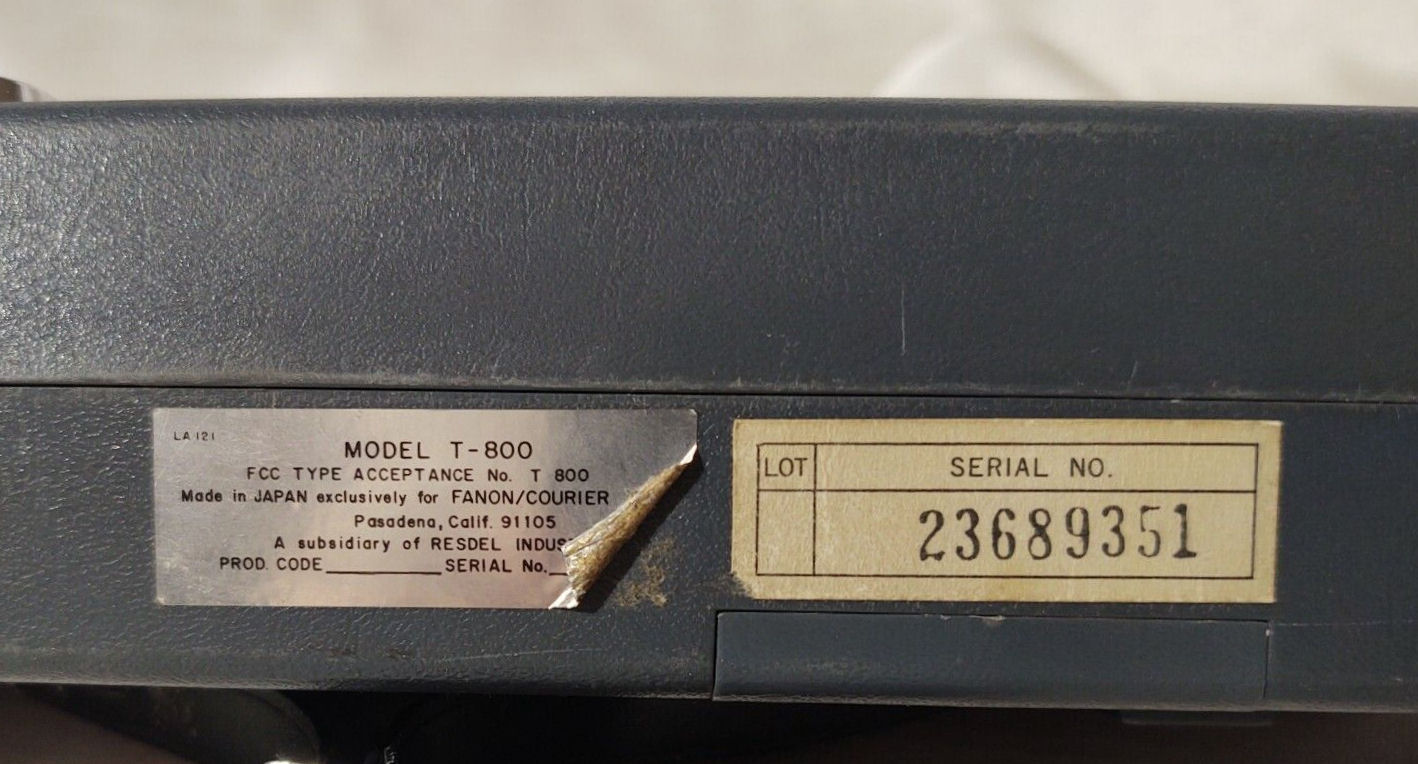 LA 121
MODEL T-800
FCC TYPE ACCEPTANCE No. T 800
Made in JAPAN exclusively for FANON/COURIER
Pasadena, Calif. 91105
A subsidiary of RESDEL
PROD. CODE SERIAL No.
LOT SERIAL NO.
23689351